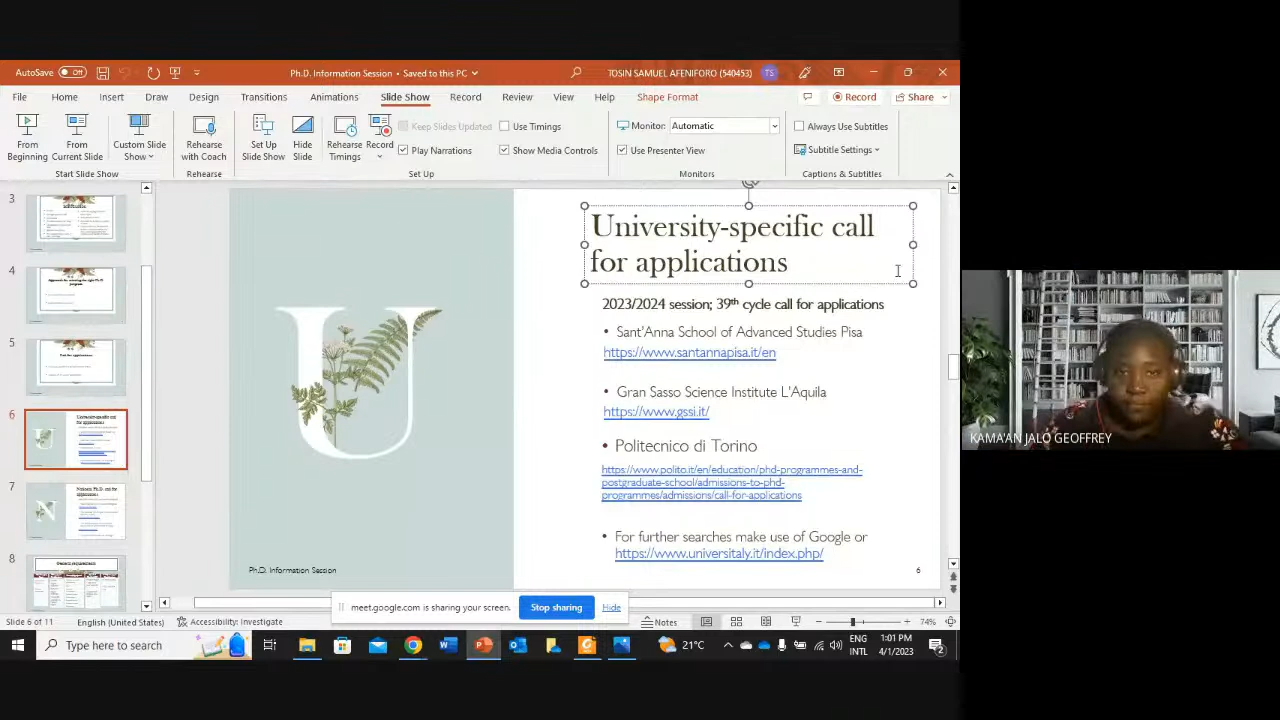 AutoSave Off
Ph.D. Information Session • Saved to this PC
TOSIN SAMUEL AFENIFORO (540453) TS
File Home Insert Draw Design Transitions Animations Slide Show Record Review View Help Shape Format
Record Share
From Beginning
From Current Slide
Custom Slide Show
Start Slide Show
Rehearse with Coach
Rehearse
Set Up Slide Show
Hide Slide
Rehearse Timings
Record
Keep Slides Updated
Use Timings
Play Narrations
Show Media Controls
Set Up
Monitor: Automatic
Use Presenter View
Monitors
Always Use Subtitles
Subtitle Settings
Captions & Subtitles
3
4
5
6
7
8
University-specific call
for applications
2023/2024 session; 39th cycle call for applications
• Sant'Anna School of Advanced Studies Pisa
https://www.santannapisa.it/en
• Gran Sasso Science Institute L'Aquila
https://www.gssi.it/
• Politecnico di Torino
https://www.polito.it/en/education/phd-programmes-and-
postgraduate-school/admissions-to-phd-
programmes/admissions/call-for-applications
• For further searches make use of Google or
https://www.universitaly.it/index.php/
U
Ph.D. Information Session
6
KAMA'AN JALO GEOFFREY
meet.google.com is sharing your screen. Stop sharing Hide
Slide 6 of 11 English (United States) Accessibility: Investigate Notes 74%
Type here to search
21°C
ENG
INTL
1:01 PM
4/1/2023
2